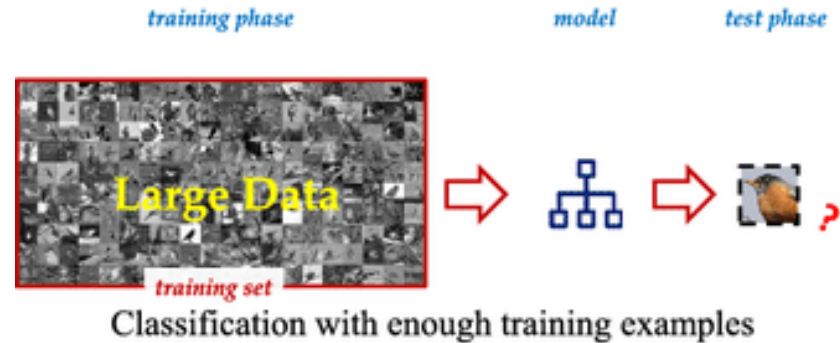 training phase model test phase
Large Data
?
training set
Classification with enough training examples